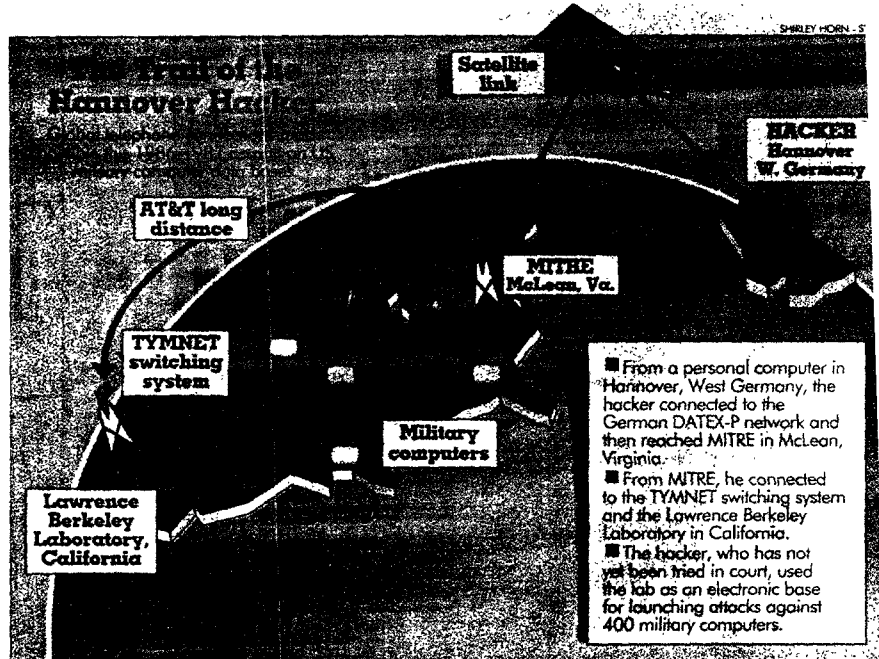 SHIRLEY HORN - S
The Trail of the
Hannover Hacker
Satellite
link
HACKER
Hannover
W. Germany
AT&T long
distance
MITRE
McLean, Va.
TYMNET
switching
system
Military
computers
Lawrence
Berkeley
Laboratory,
California
■ From a personal computer in
Hannover, West Germany, the
hacker connected to the
German DATEX-P network and
then reached MITRE in McLean,
Virginia.
■ From MITRE, he connected
to the TYMNET switching system
and the Lawrence Berkeley
Laboratory in California.
■ The hacker, who has not
yet been tried in court, used
the lab as an electronic base
for launching attacks against
400 military computers.